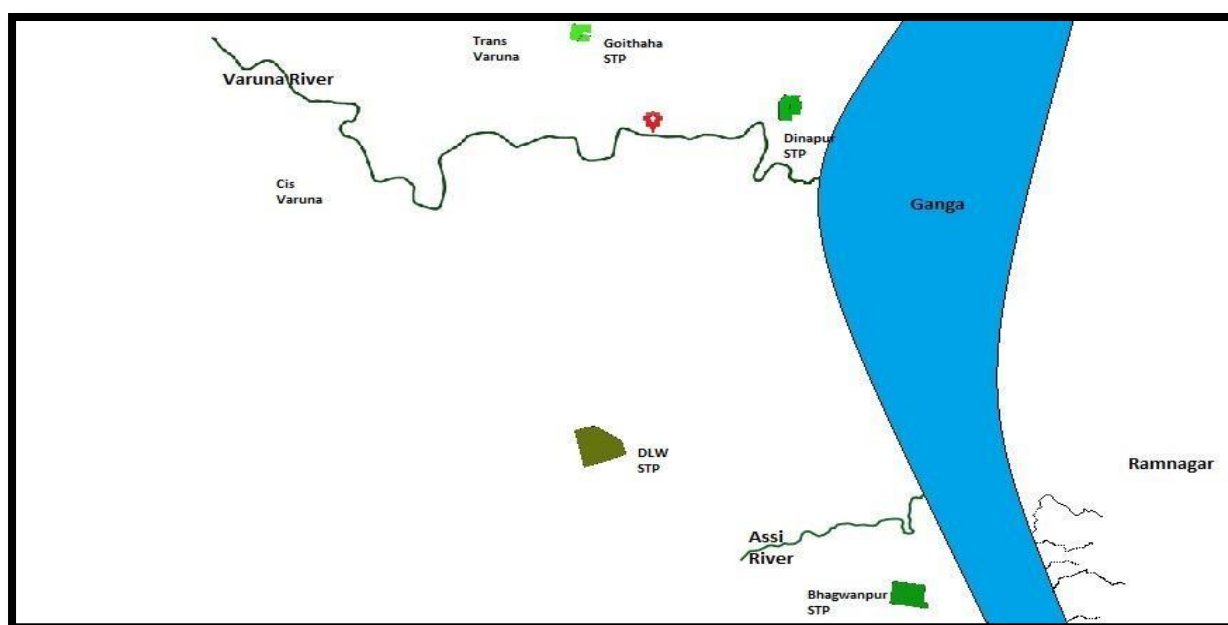 Trans
Varuna
Goithaha
STP
Varuna River
Dinapur
STP
Cis
Varuna
Ganga
DLW
STP
Ramnagar
Assi
River
Bhagwanpur
STP